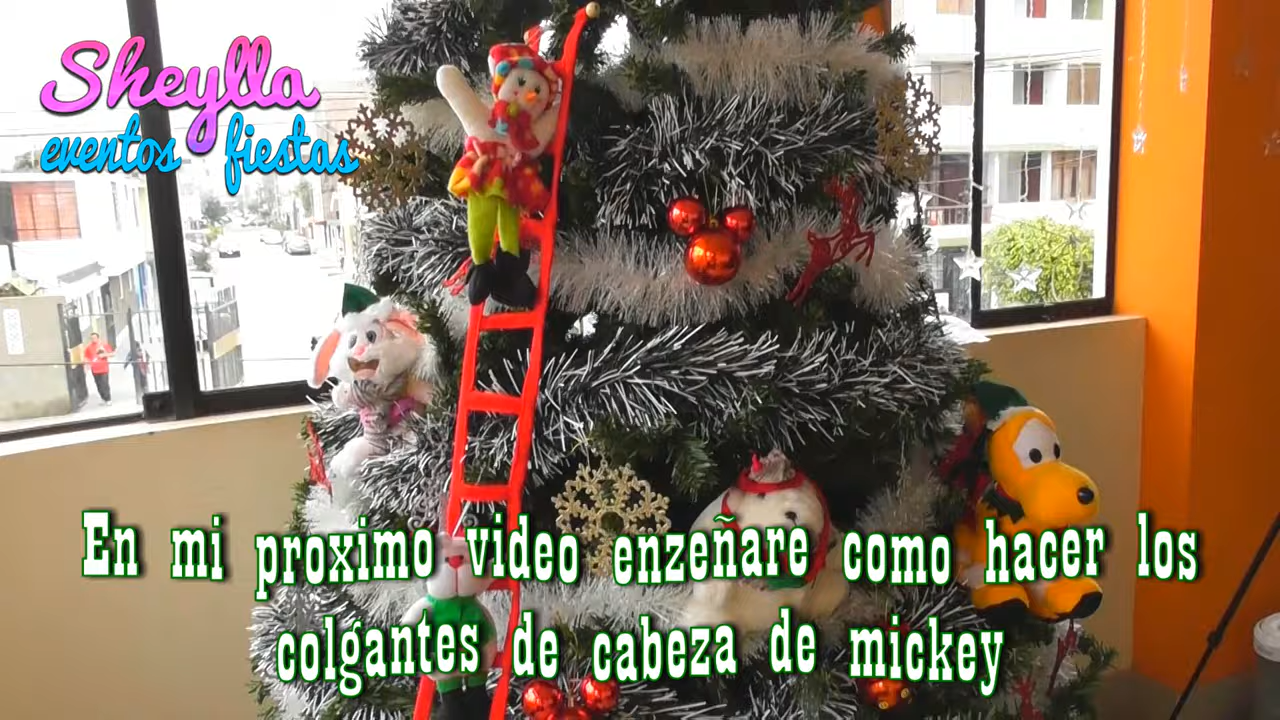 Sheylla
eventos fiestas
En mi proximo video enzeñare como hacer los
colgantes de cabeza de mickey